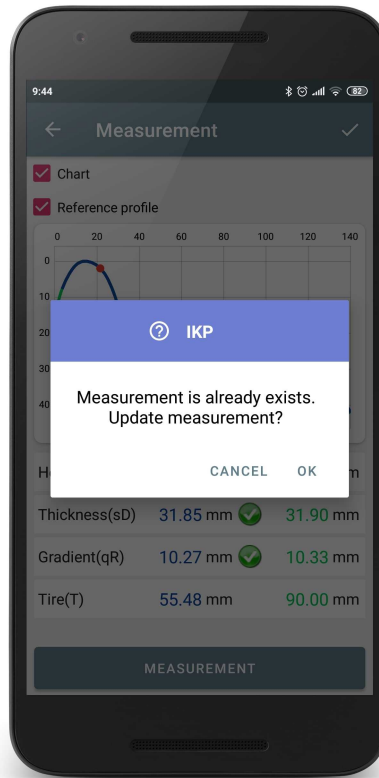 9:44
82
Measurement
Chart
Reference profile
0 20 40 60 80 100 120 140
0
10
20
30
40
IKP
Measurement is already exists.
Update measurement?
CANCEL OK
H m
Thickness(sD) 31.85 mm 31.90 mm
Gradient(qR) 10.27 mm 10.33 mm
Tire(T) 55.48 mm 90.00 mm
MEASUREMENT